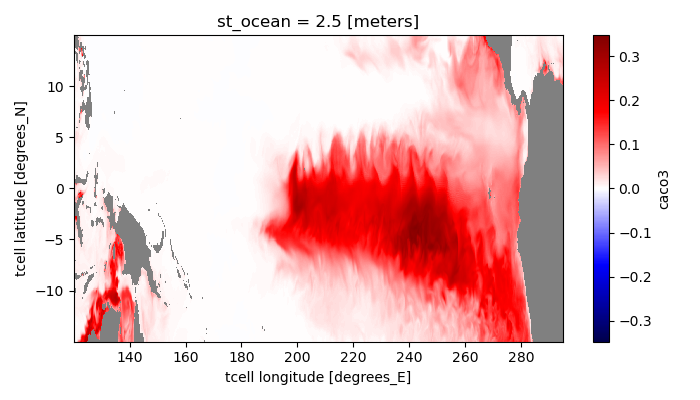 st_ocean = 2.5 [meters]
10
5
0
−5
−10
tcell latitude [degrees_N]
140 160 180 200 220 240 260 280
tcell longitude [degrees_E]
0.3
0.2
0.1
0.0
−0.1
−0.2
−0.3
caco3